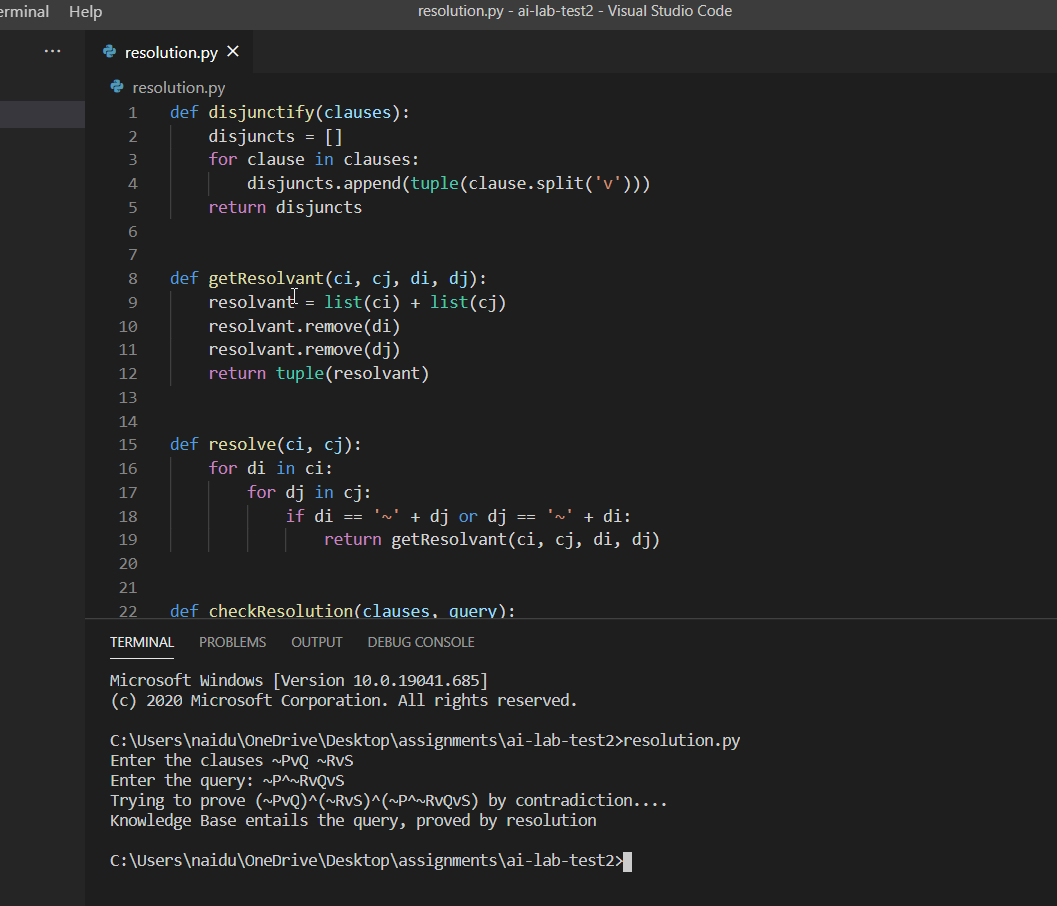 erminal Help resolution.py - ai-lab-test2 - Visual Studio Code
··· resolution.py ×
resolution.py
1 def disjunctify(clauses):
2     disjuncts = []
3     for clause in clauses:
4         disjuncts.append(tuple(clause.split('v')))
5     return disjuncts
6
7
8 def getResolvant(ci, cj, di, dj):
9     resolvant = list(ci) + list(cj)
10     resolvant.remove(di)
11     resolvant.remove(dj)
12     return tuple(resolvant)
13
14
15 def resolve(ci, cj):
16     for di in ci:
17         for dj in cj:
18             if di == '~' + dj or dj == '~' + di:
19                 return getResolvant(ci, cj, di, dj)
20
21
22 def checkResolution(clauses, query):
TERMINAL PROBLEMS OUTPUT DEBUG CONSOLE
Microsoft Windows [Version 10.0.19041.685]
(c) 2020 Microsoft Corporation. All rights reserved.
C:\Users\naidu\OneDrive\Desktop\assignments\ai-lab-test2>resolution.py
Enter the clauses ~PvQ ~RvS
Enter the query: ~P^~RvQvS
Trying to prove (~PvQ)^(~RvS)^(~P^~RvQvS) by contradiction....
Knowledge Base entails the query, proved by resolution
C:\Users\naidu\OneDrive\Desktop\assignments\ai-lab-test2>